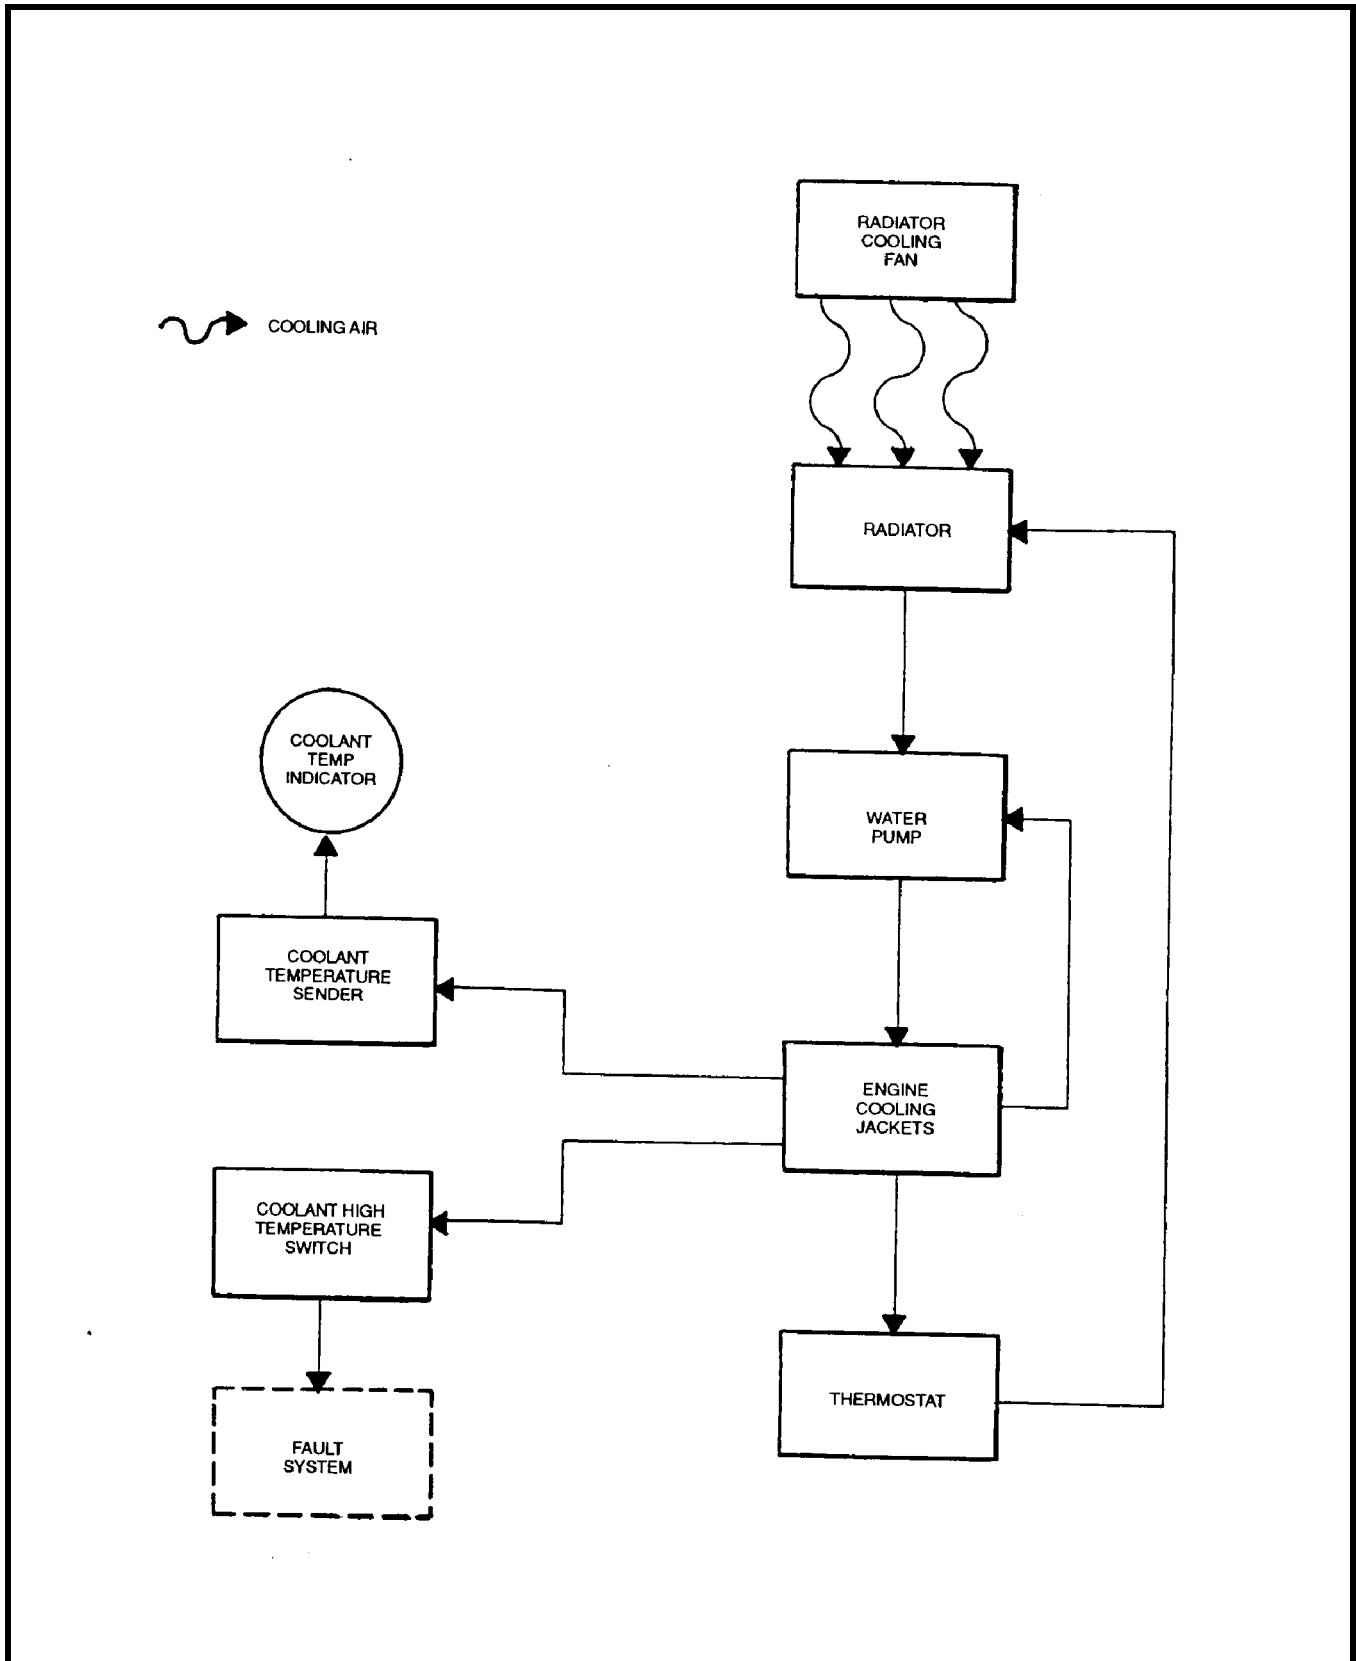 RADIATOR
COOLING
FAN
COOLING AIR
RADIATOR
COOLANT
TEMP
INDICATOR
WATER
PUMP
COOLANT
TEMPERATURE
SENDER
ENGINE
COOLING
JACKETS
COOLANT HIGH
TEMPERATURE
SWITCH
THERMOSTAT
FAULT
SYSTEM